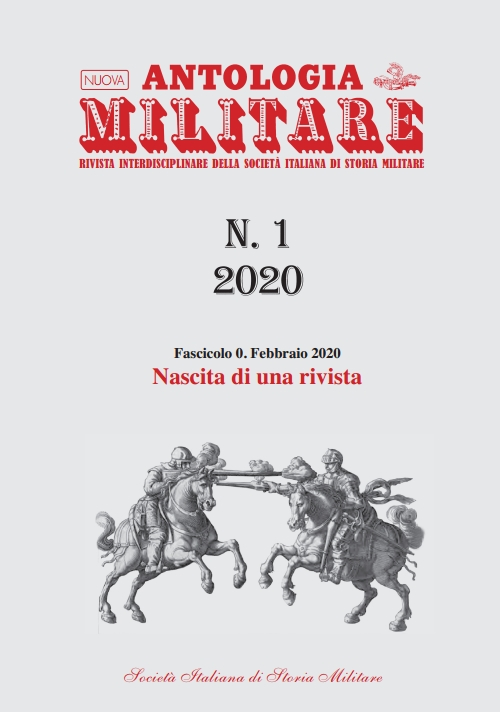 NUOVA ANTOLOGIA
MILITARE
RIVISTA INTERDISCIPLINARE DELLA SOCIETÀ ITALIANA DI STORIA MILITARE
N. 1
2020
Fascicolo 0. Febbraio 2020
Nascita di una rivista
Società Italiana di Storia Militare